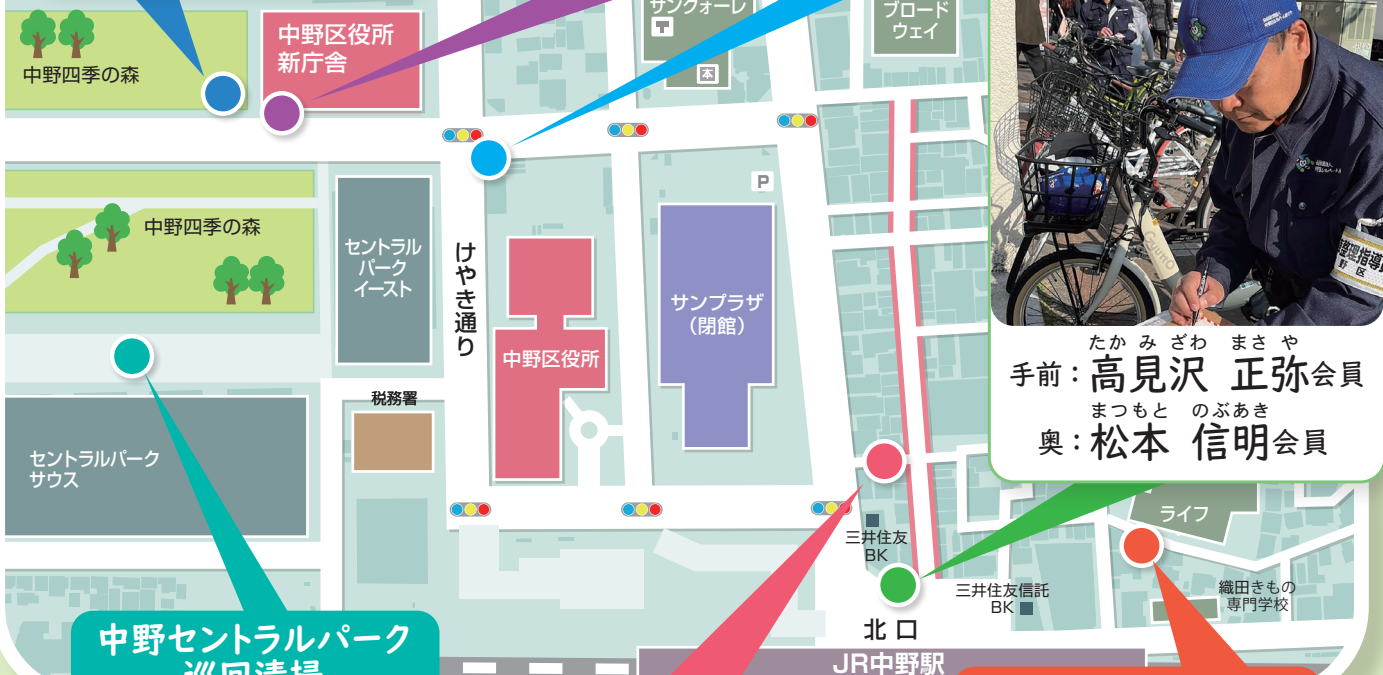 サンクォーレ
ブロード
ウェイ
中野区役所
新庁舎
中野四季の森
P
中野四季の森
セントラル
パーク
イースト
けやき通り
サンプラザ
(閉館)
中野区役所
税務署
セントラルパーク
サウス
たかみざわ まさや
手前:高見沢 正弥会員
まつもと のぶあき
奥:松本 信明会員
ライフ
三井住友
BK
三井住友信託
BK
織田きもの
専門学校
北口
JR中野駅
中野セントラルパーク
巡回清掃